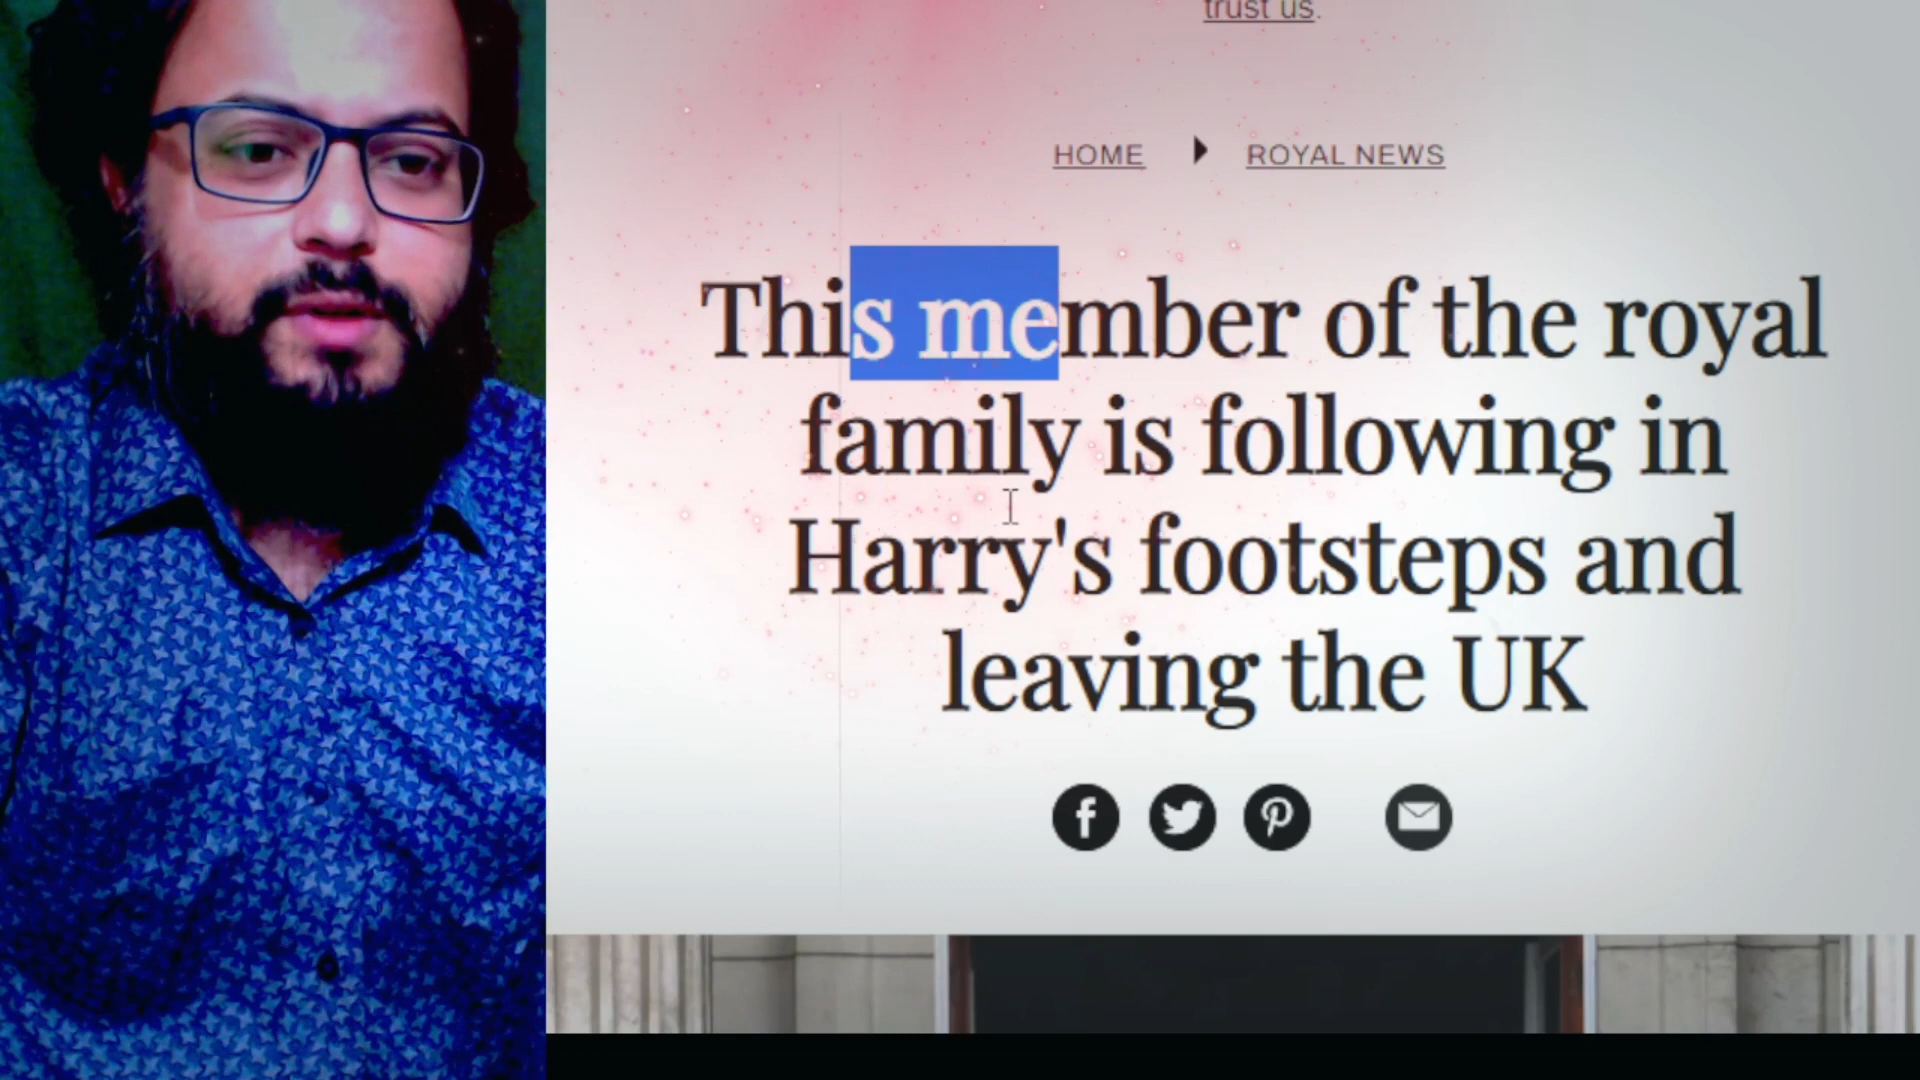 trust us.
HOME ROYAL NEWS
This member of the royal
family is following in
Harry's footsteps and
leaving the UK